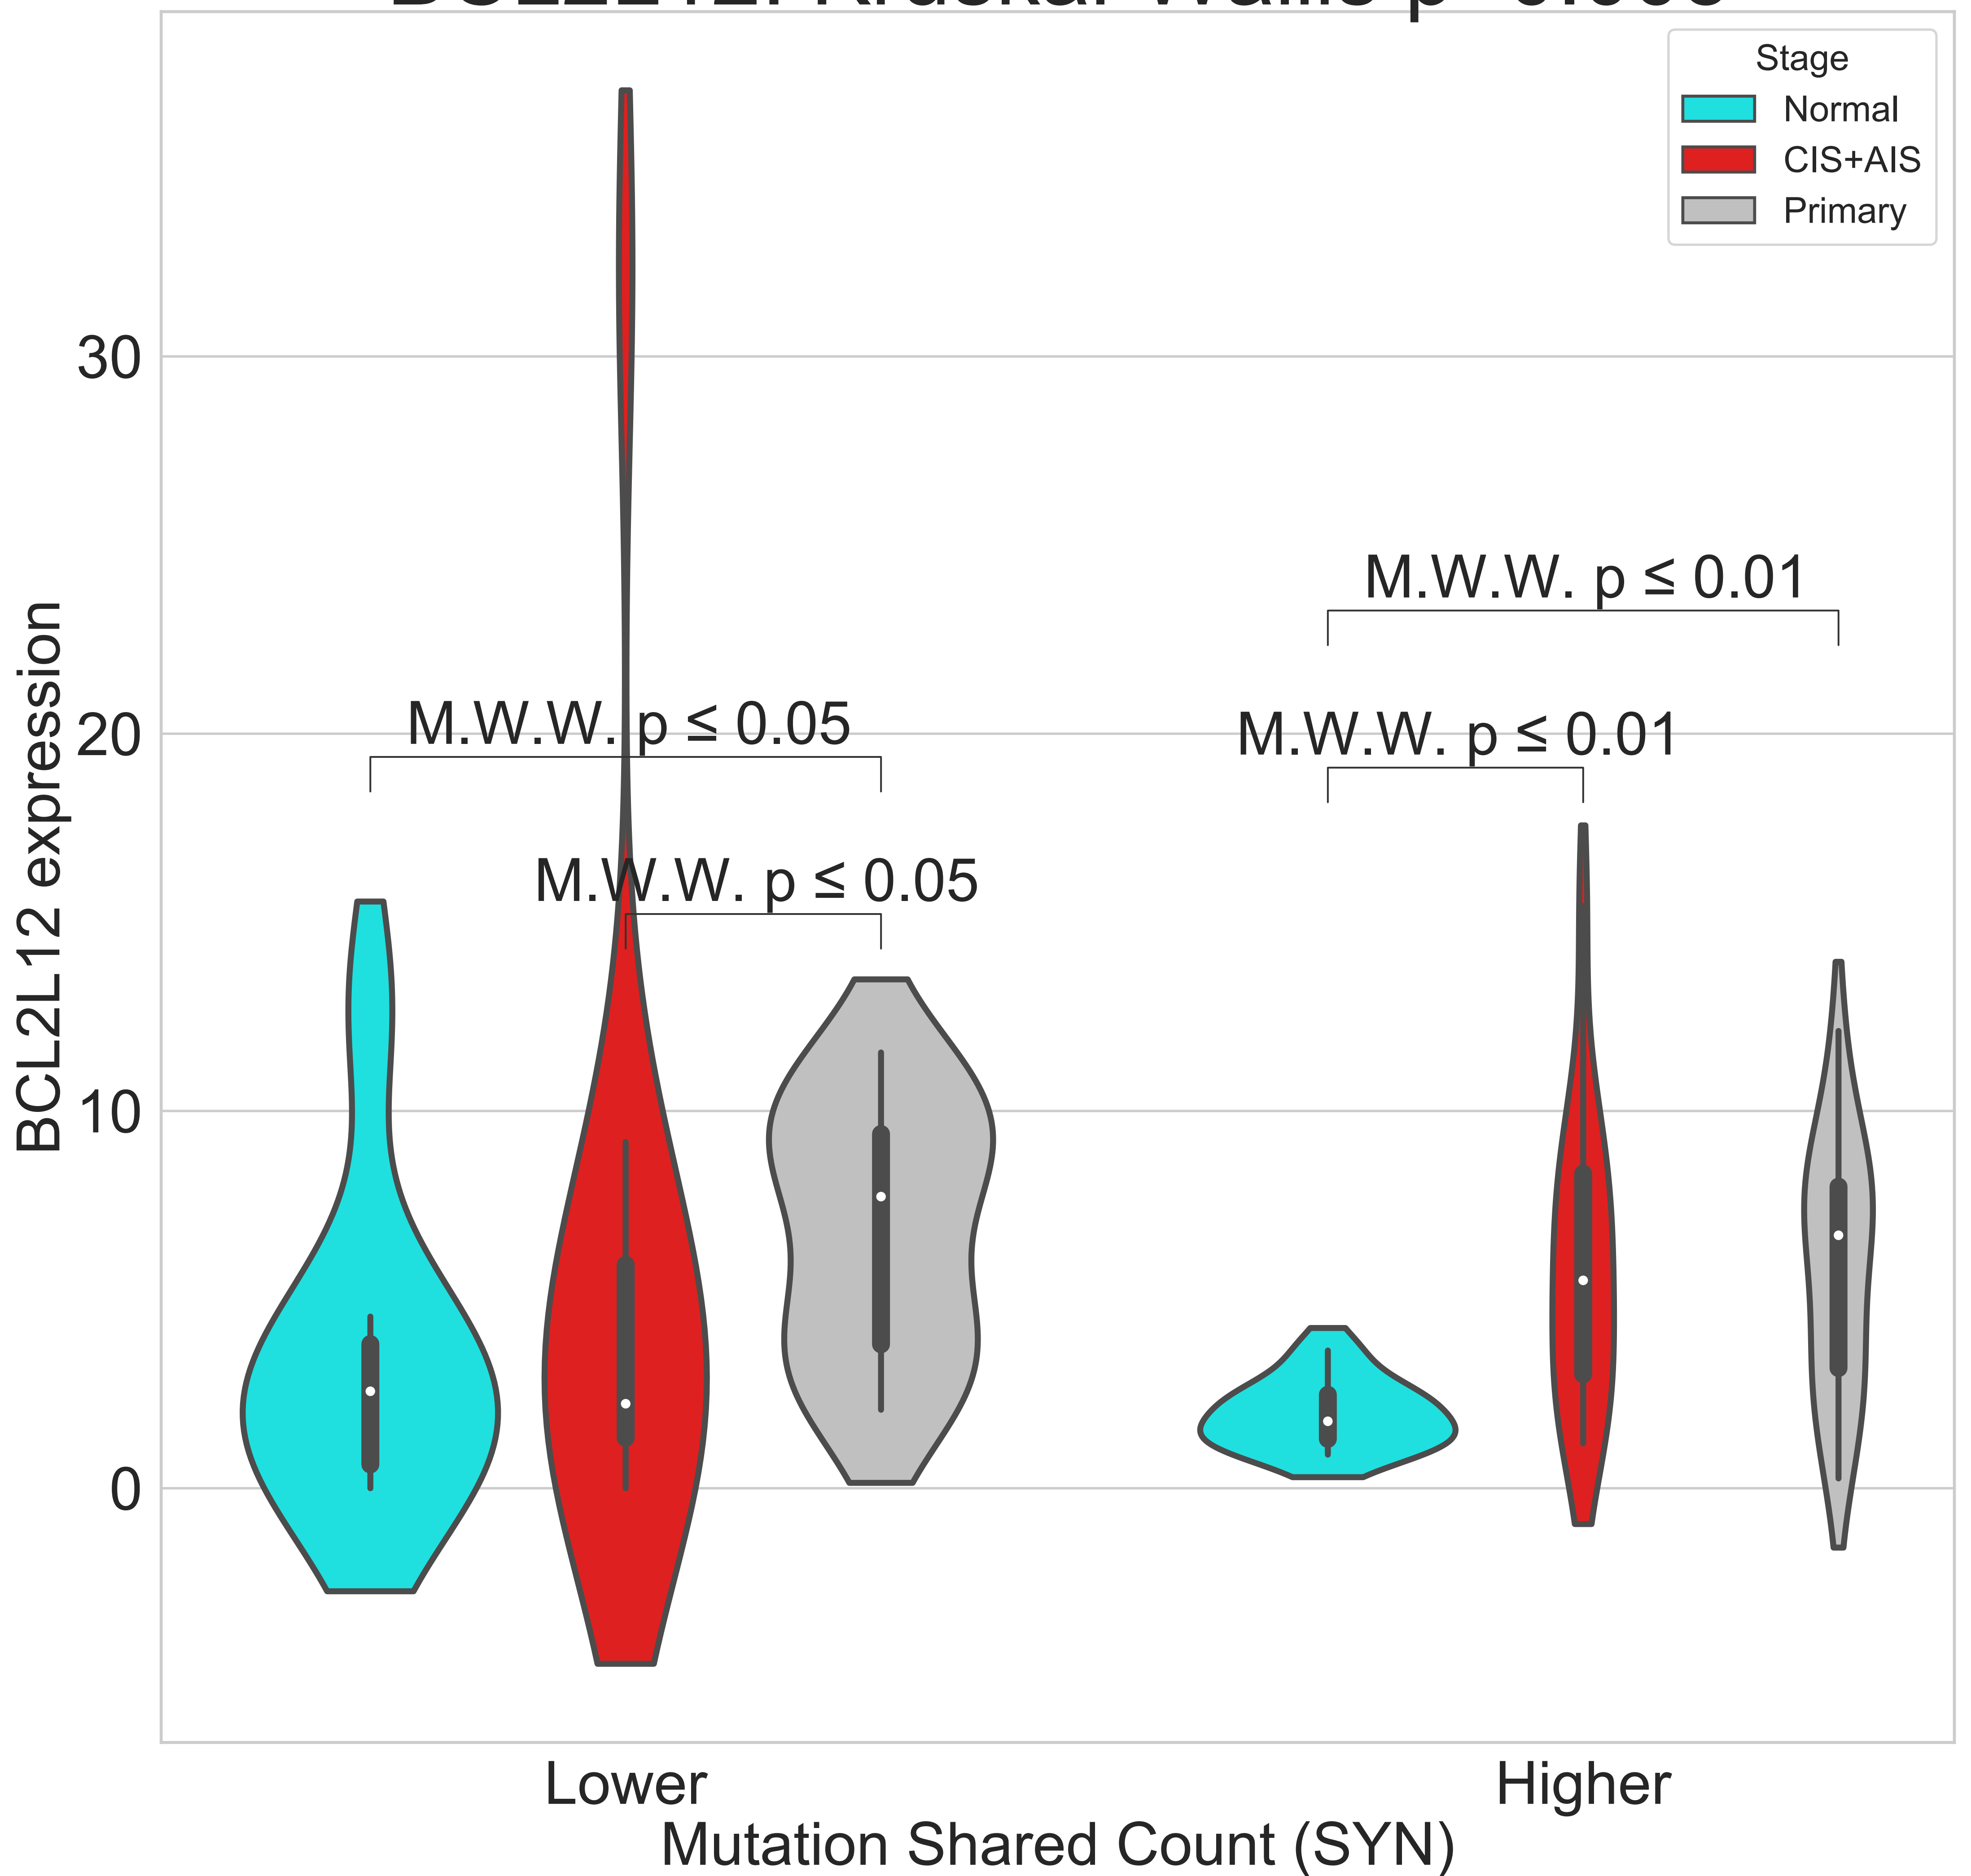 Stage
Normal
CIS+AIS
Primary
30
20
10
0
BCL2L12 expression
M.W.W. p ≤ 0.01
M.W.W. p ≤ 0.05
M.W.W. p ≤ 0.01
M.W.W. p ≤ 0.05
Lower
Higher
Mutation Shared Count (SYN)